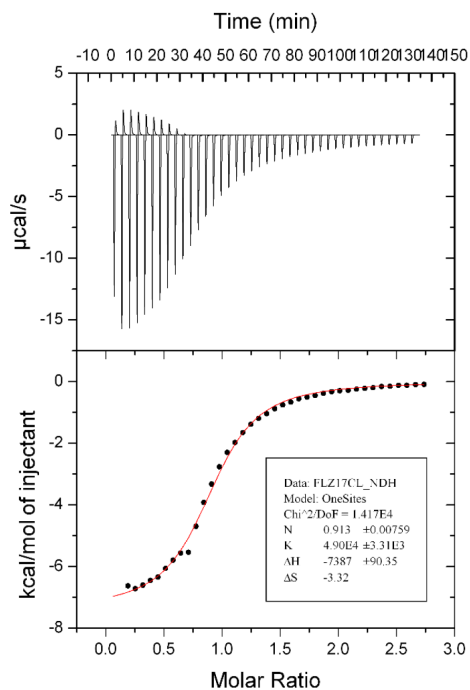 Time (min)
-10 0 10 20 30 40 50 60 70 80 90 100 110 120 130 140 150
5
0
-5
-10
-15
µcal/s
0
-2
-4
-6
-8
kcal/mol of injectant
Data: FLZ17CL_NDH
Model: OneSites
Chi^2/DoF = 1.417E4
N 0.913 ±0.00759
K 4.90E4 ±3.31E3
ΔH -7387 ±90.35
ΔS -3.32
0.0 0.5 1.0 1.5 2.0 2.5 3.0
Molar Ratio